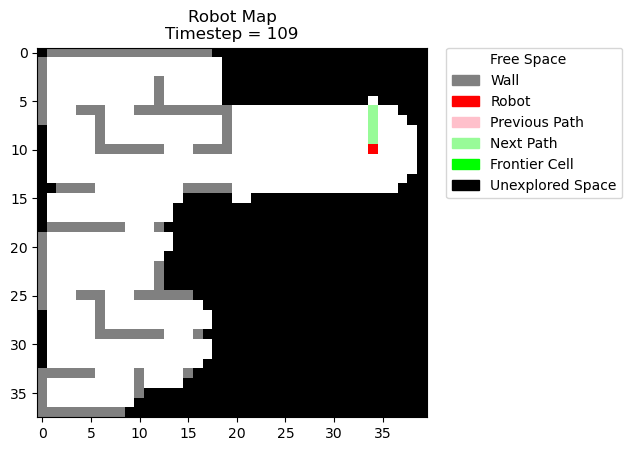 Robot Map
Timestep = 109
Free Space
Wall
Robot
Previous Path
Next Path
Frontier Cell
Unexplored Space
0
5
10
15
20
25
30
35
0 5 10 15 20 25 30 35